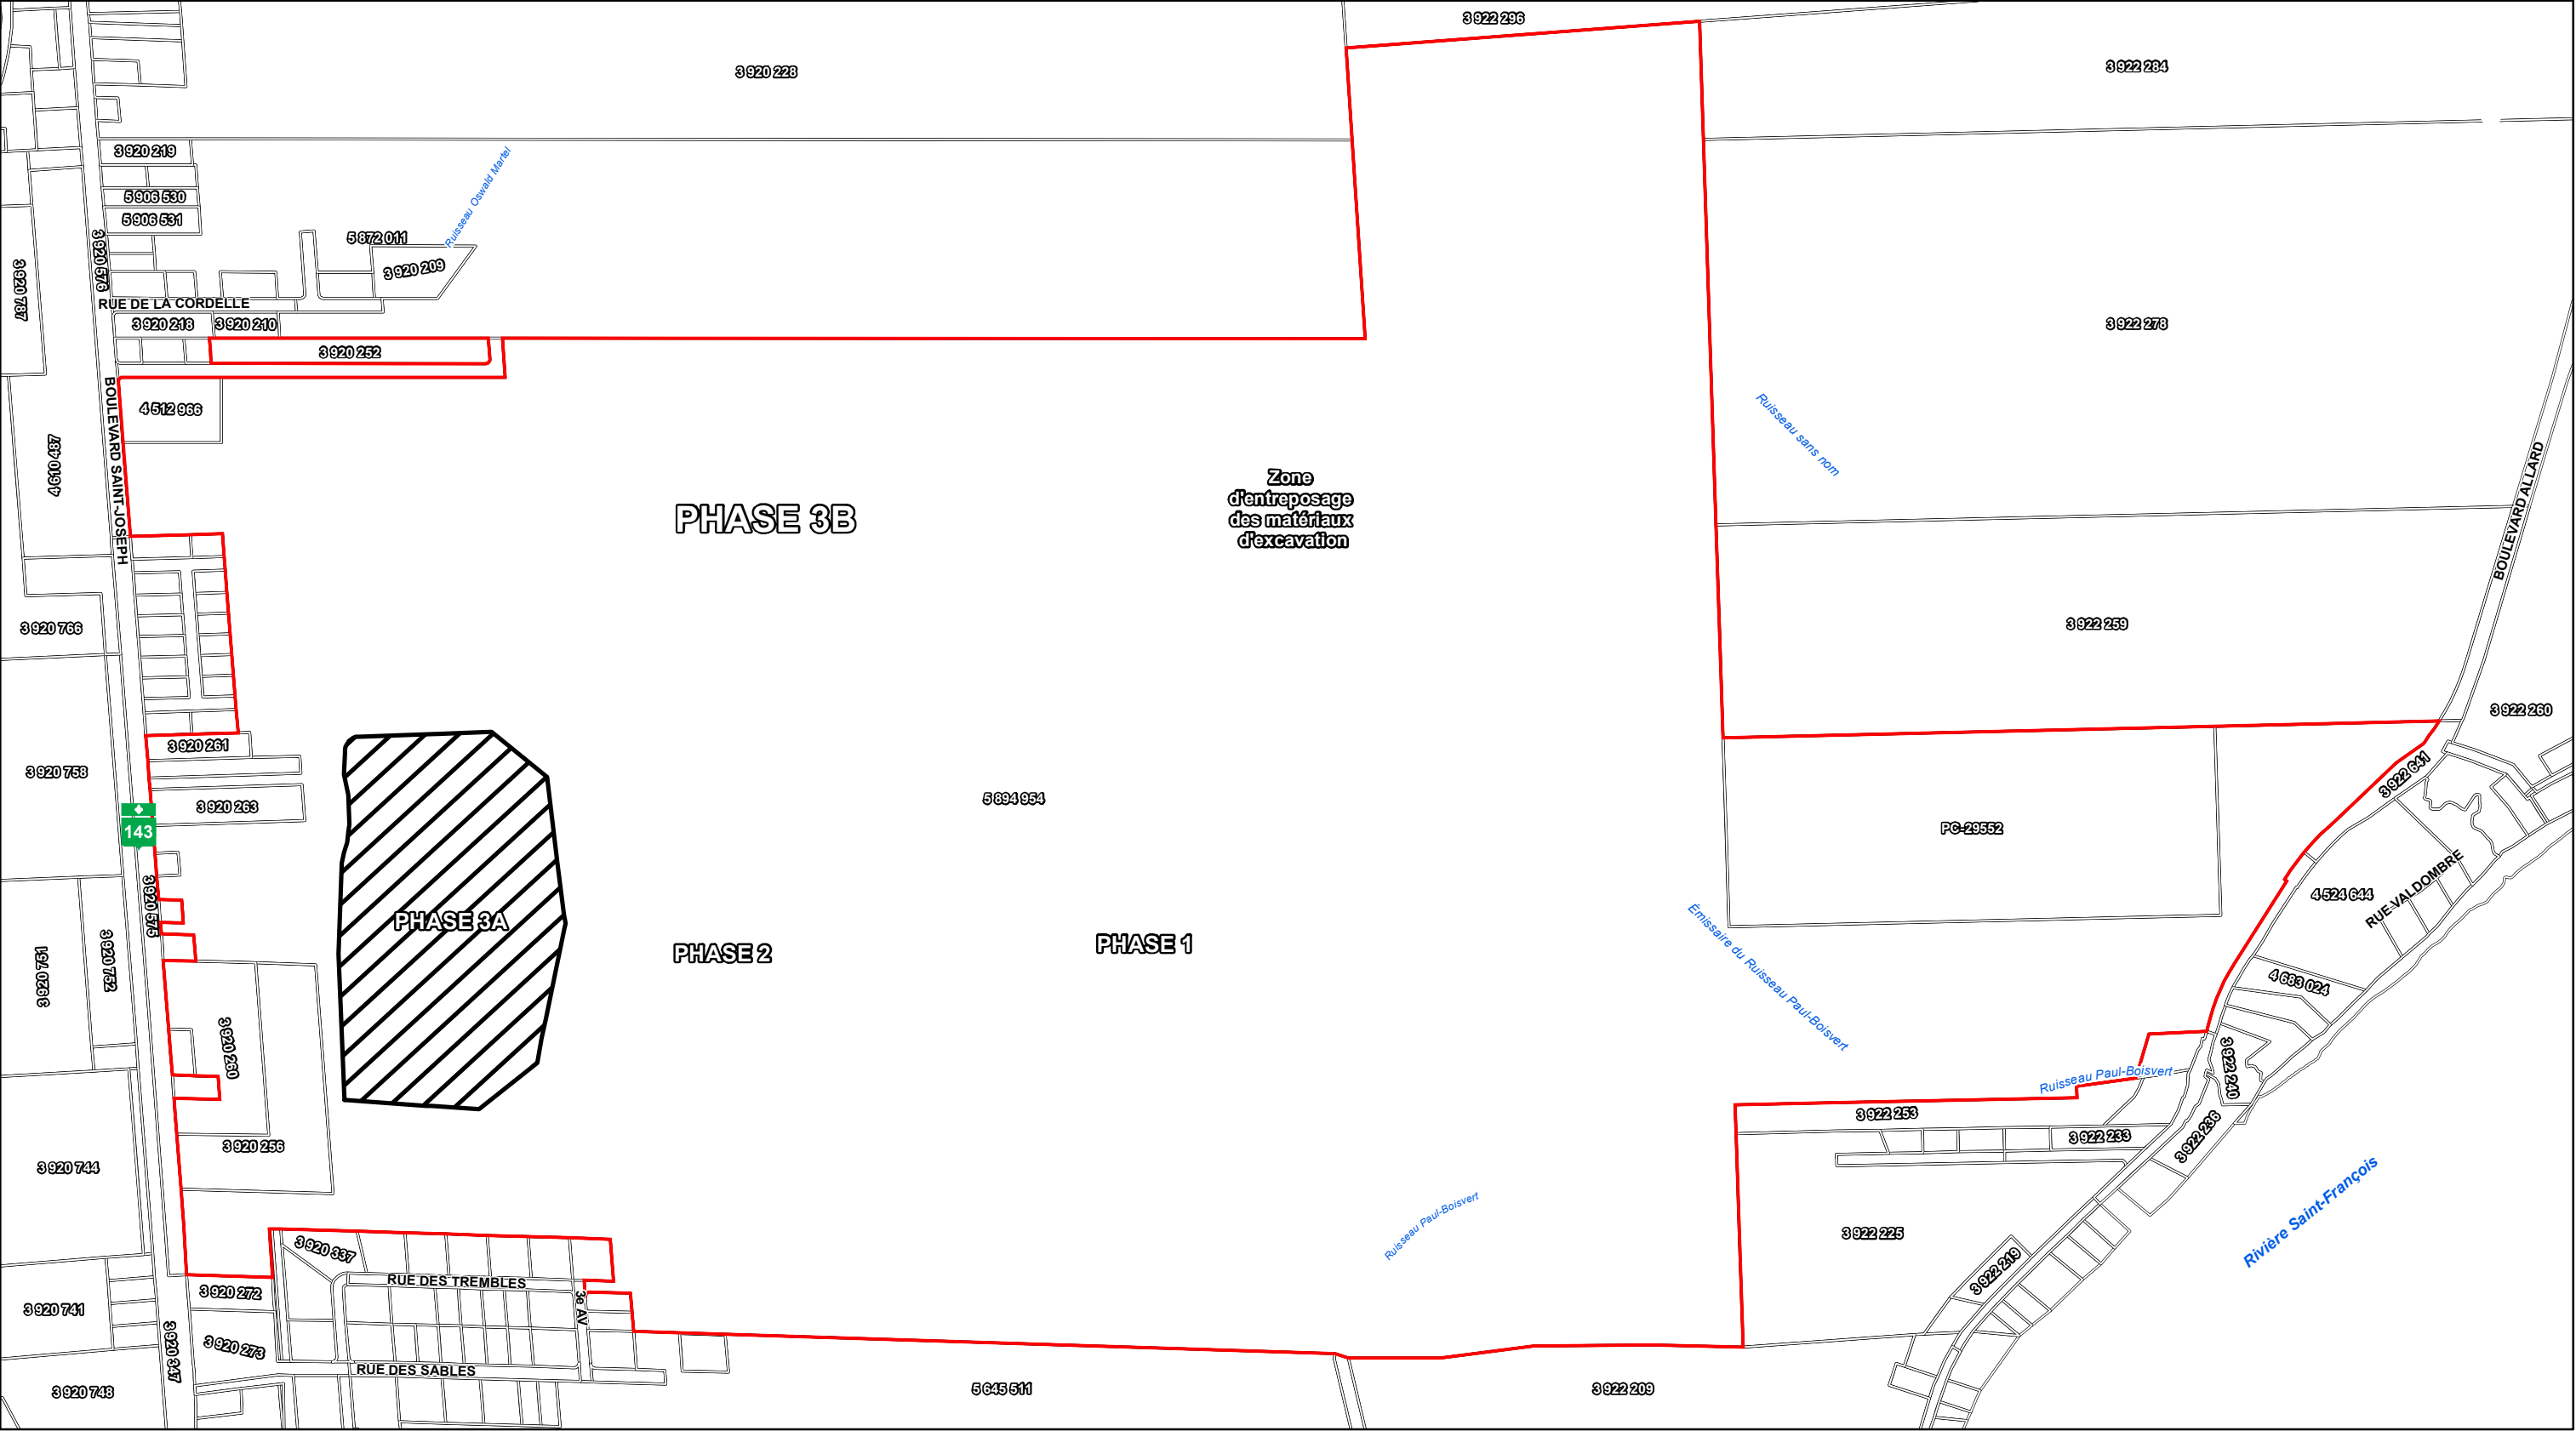 3 922 296
3 920 228
3 922 284
3 920 219
5 906 530
5 906 531
3 920 576
3 920 787
5 872 011
3 920 209
Ruisseau Oswald Martel
RUE DE LA CORDELLE
3 920 218
3 920 210
3 922 278
3 920 252
4 512 966
BOULEVARD SAINT-JOSEPH
4 610 487
Ruisseau sans nom
PHASE 3B
Zone
d'entreposage
des matériaux
d'excavation
BOULEVARD ALLARD
3 920 766
3 922 259
3 922 260
3 920 261
3 920 758
3 922 641
3 920 263
143
5 894 954
PC-29552
4 524 644
RUE VALDOMBRE
3 920 575
PHASE 3A
PHASE 2
PHASE 1
3 920 751
3 920 752
Émissaire du Ruisseau Paul-Boisvert
4 683 024
3 920 260
3 922 240
Ruisseau Paul-Boisvert
3 922 253
3 922 233
3 922 236
3 920 256
3 920 744
Ruisseau Paul-Boisvert
3 922 225
Rivière Saint-François
3 920 337
RUE DES TREMBLES
3e AV
3 920 272
3 922 219
3 920 741
3 920 273
3 920 347
RUE DES SABLES
3 920 748
5 645 511
3 922 209